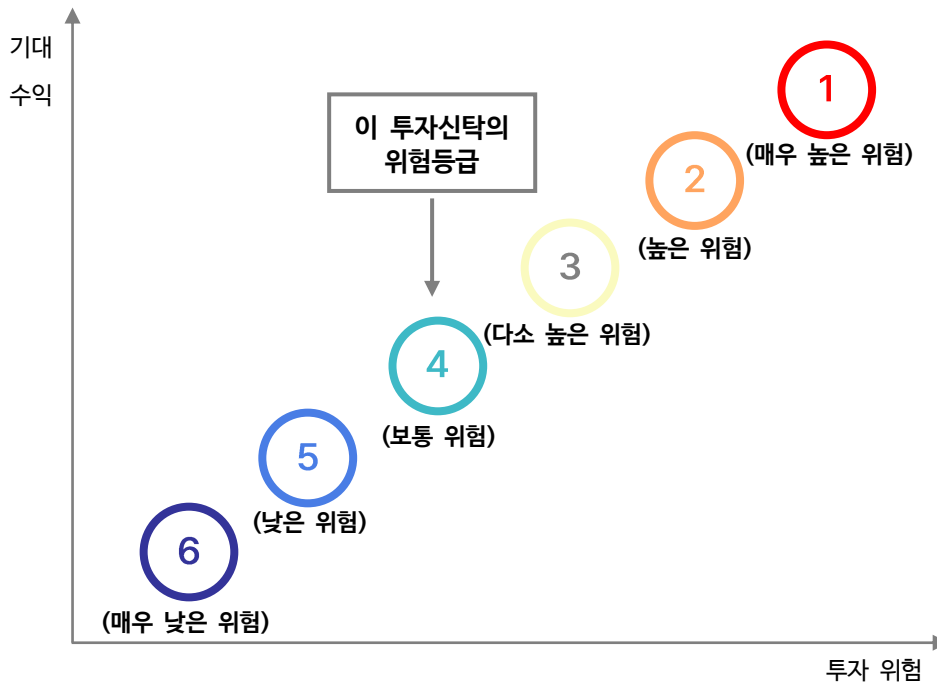 기대
수익
1
(매우 높은 위험)
이 투자신탁의
위험등급
2
(높은 위험)
3
(다소 높은 위험)
4
(보통 위험)
5
(낮은 위험)
6
(매우 낮은 위험)
투자 위험